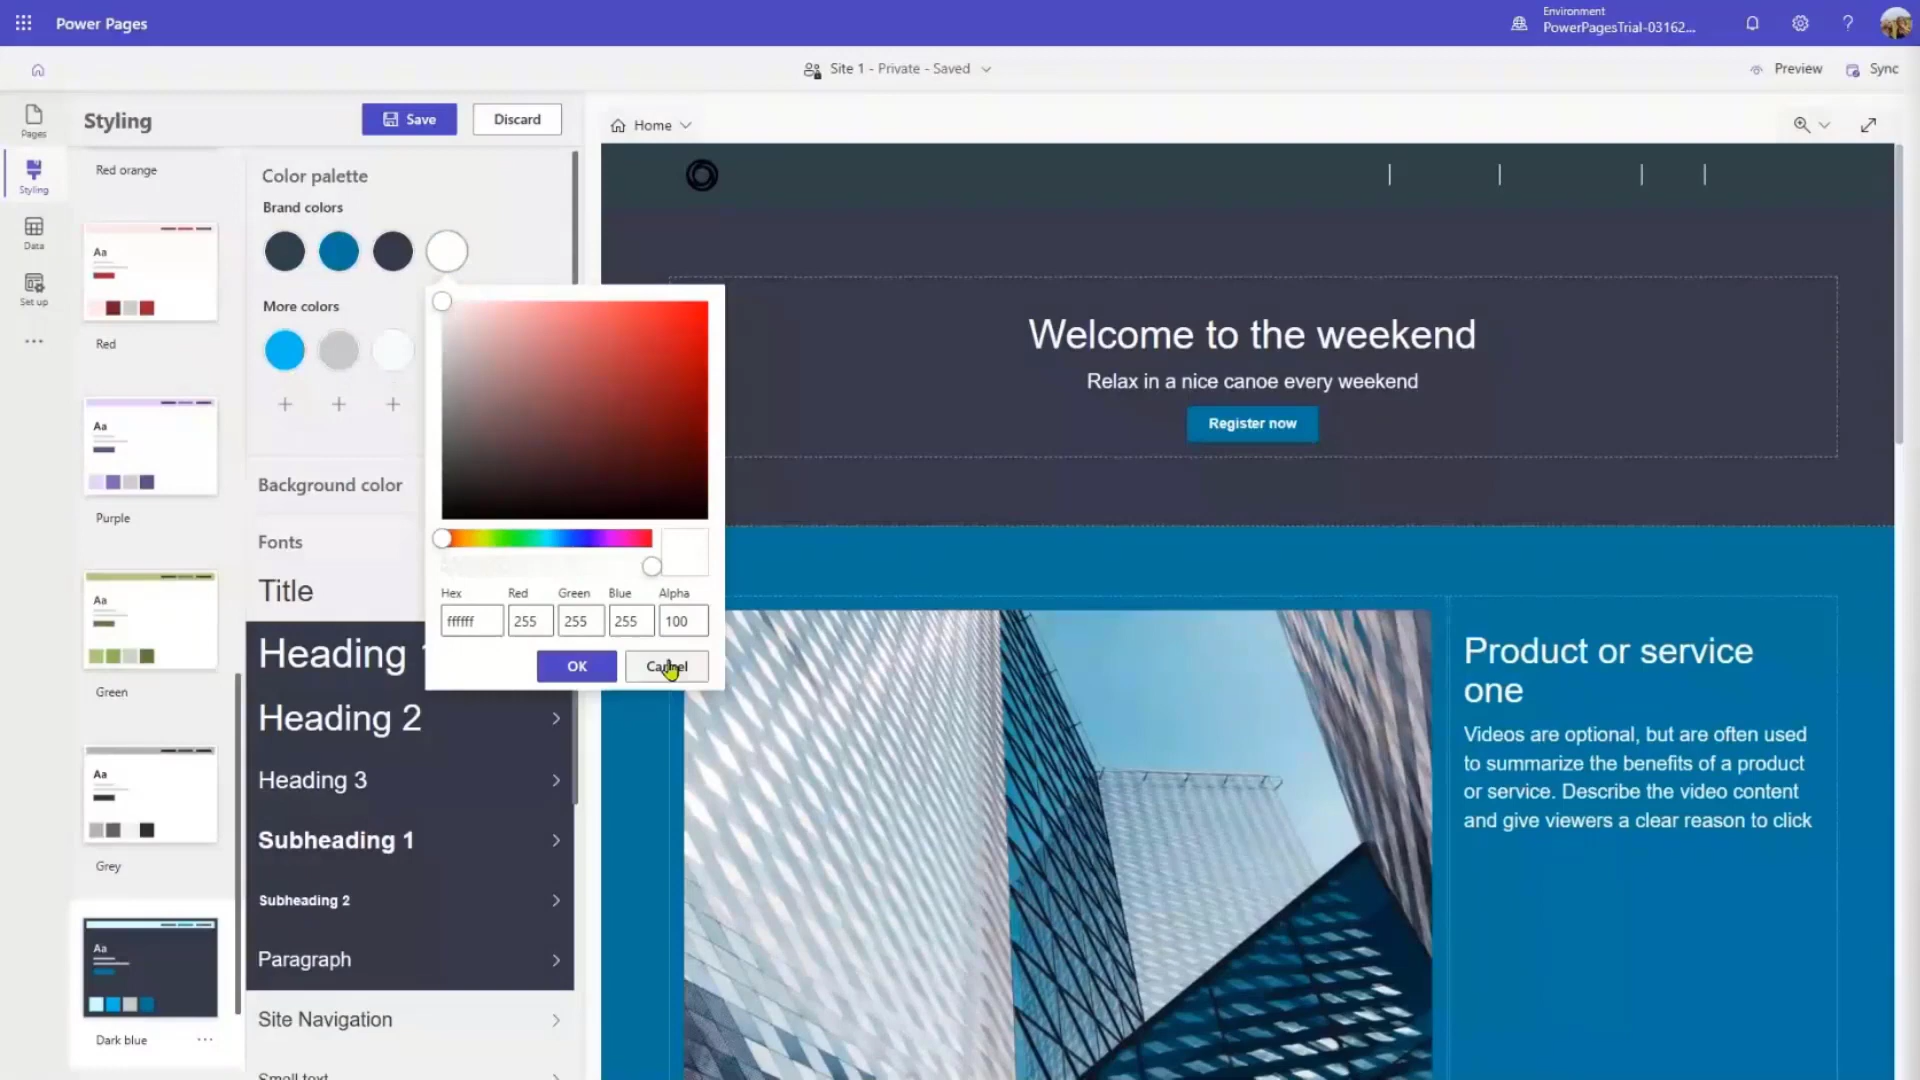 Power Pages
Environment
PowerPagesTrial-03162...
Site 1 - Private - Saved
Preview
Sync
Pages
Styling
Data
Set up
Styling
Save
Discard
Red orange
Aa
Red
Aa
Purple
Aa
Green
Aa
Grey
Aa
Dark blue
Color palette
Brand colors
More colors
Background color
Fonts
Title
Heading 1
Heading 2
Heading 3
Subheading 1
Subheading 2
Paragraph
Site Navigation
Small text
Hex
Red
Green
Blue
Alpha
ffffff
255
255
255
100
OK
Cancel
Home
Welcome to the weekend
Relax in a nice canoe every weekend
Register now
Product or service
one
Videos are optional, but are often used
to summarize the benefits of a product
or service. Describe the video content
and give viewers a clear reason to click